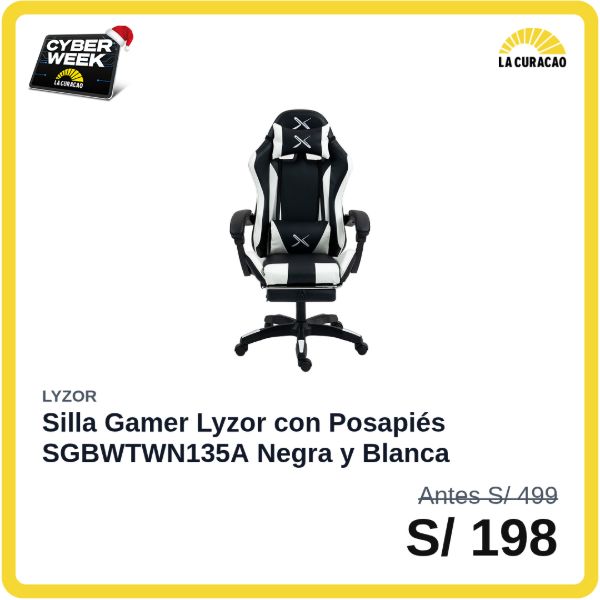 CYBER
WEEK
LA CURACAO
LA CURACAO
LYZOR
Silla Gamer Lyzor con Posapiés
SGBWTWN135A Negra y Blanca
Antes S/ 499
S/ 198